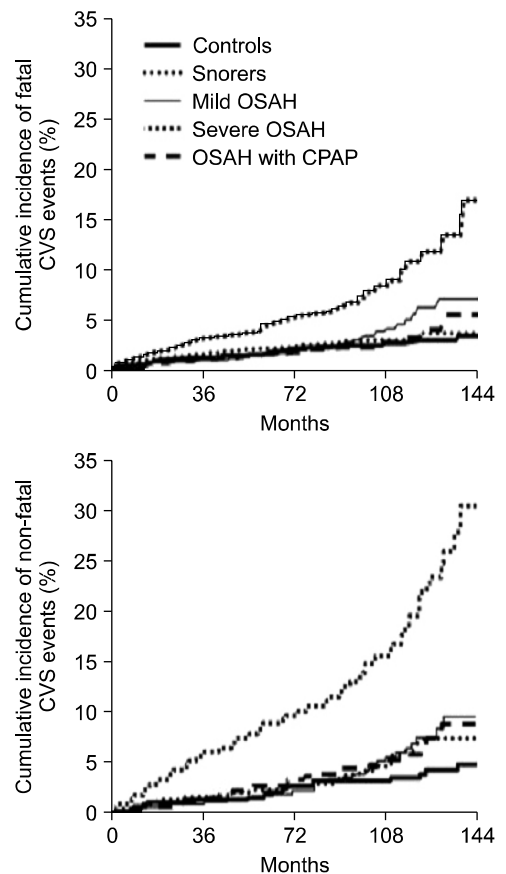 Cumulative incidence of fatal
CVS events (%)
35
30
25
20
15
10
5
0
Controls
Snorers
Mild OSAH
Severe OSAH
OSAH with CPAP
0 36 72 108 144
Months
Cumulative incidence of non-fatal
CVS events (%)
35
30
25
20
15
10
5
0
0 36 72 108 144
Months